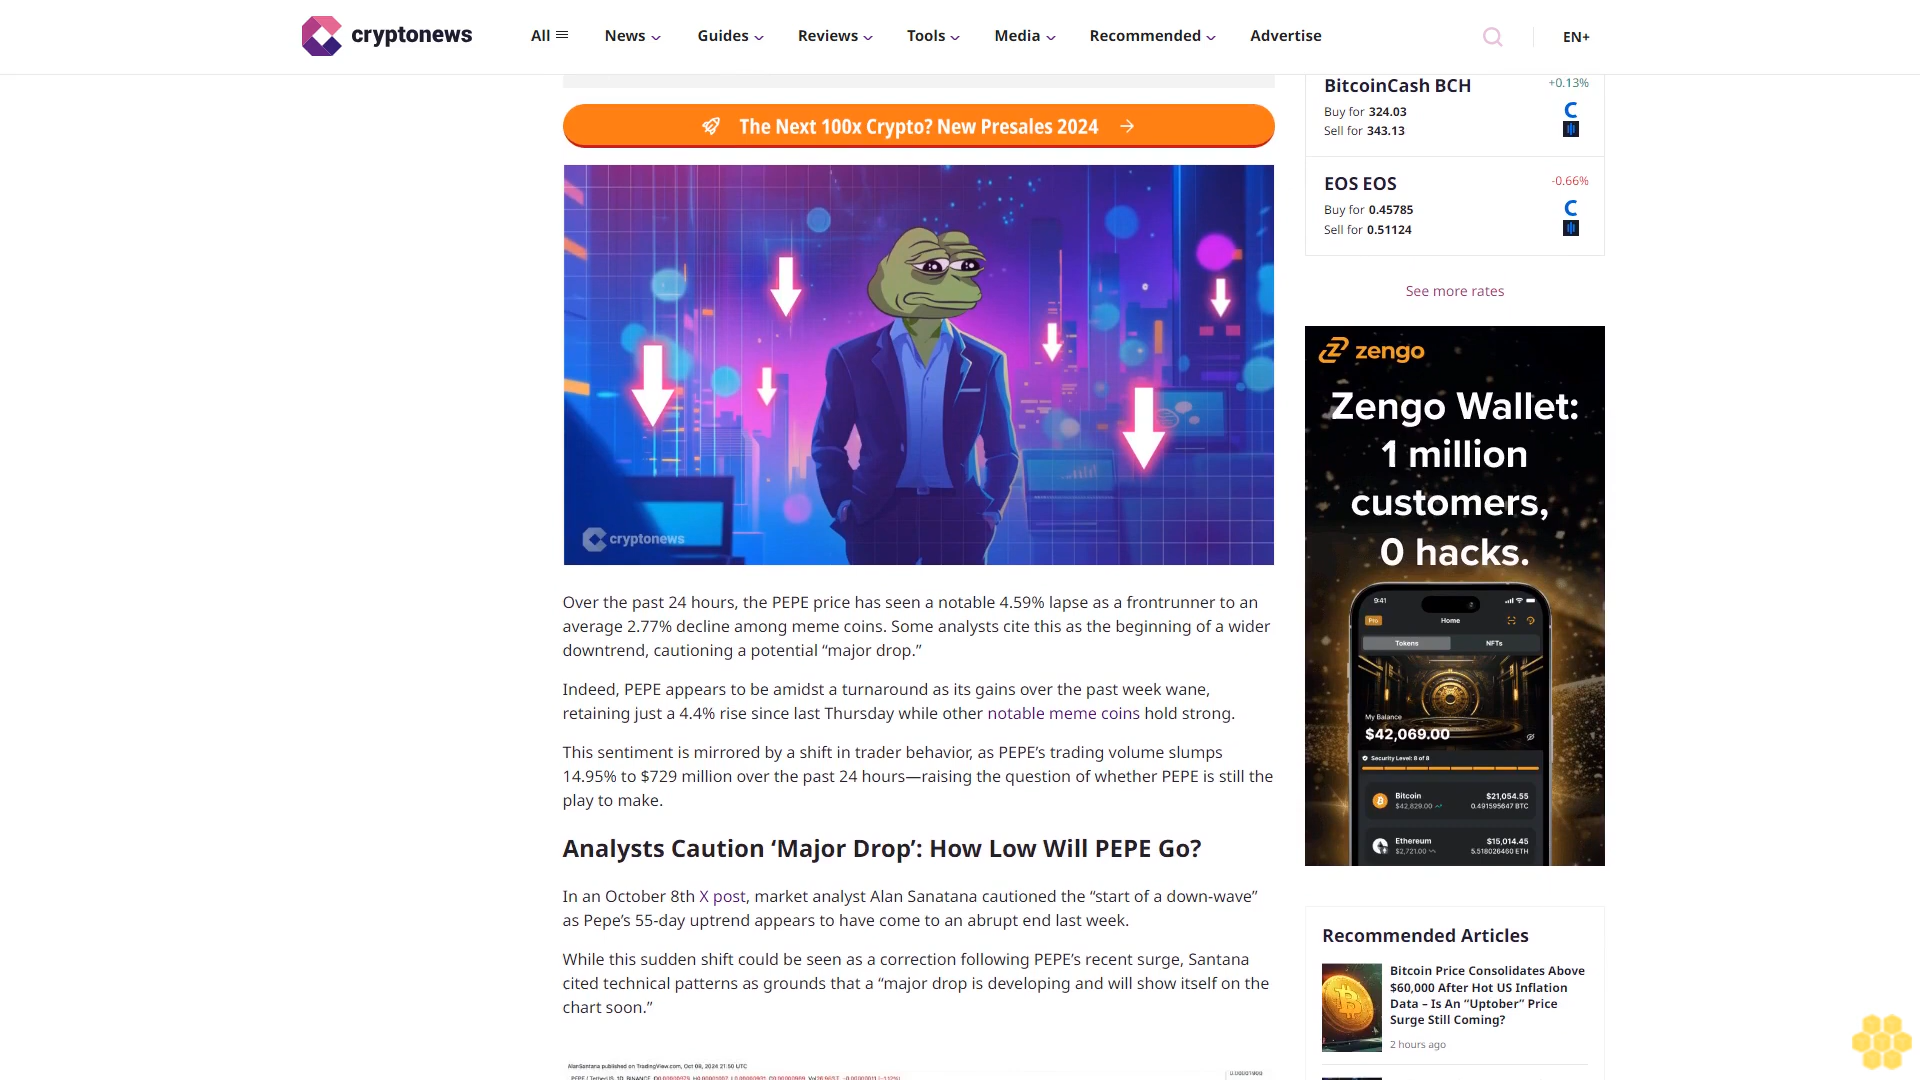 cryptonews
All
News
Guides
Reviews
Tools
Media
Recommended
Advertise
EN+
The Next 100x Crypto? New Presales 2024
cryptonews
Over the past 24 hours, the PEPE price has seen a notable 4.59% lapse as a frontrunner to an
average 2.77% decline among meme coins. Some analysts cite this as the beginning of a wider
downtrend, cautioning a potential “major drop.”
Indeed, PEPE appears to be amidst a turnaround as its gains over the past week wane,
retaining just a 4.4% rise since last Thursday while other notable meme coins hold strong.
This sentiment is mirrored by a shift in trader behavior, as PEPE’s trading volume slumps
14.95% to $729 million over the past 24 hours—raising the question of whether PEPE is still the
play to make.
Analysts Caution ‘Major Drop’: How Low Will PEPE Go?
In an October 8th X post, market analyst Alan Sanatana cautioned the “start of a down-wave”
as Pepe’s 55-day uptrend appears to have come to an abrupt end last week.
While this sudden shift could be seen as a correction following PEPE’s recent surge, Santana
cited technical patterns as grounds that a “major drop is developing and will show itself on the
chart soon.”
AlanSantana published on TradingView.com, Oct 08, 2024 21:50 UTC
BitcoinCash BCH
+0.13%
Buy for 324.03
Sell for 343.13
EOS EOS
-0.66%
Buy for 0.45785
Sell for 0.51124
See more rates
zengo
Zengo Wallet:
1 million
customers,
0 hacks.
9:41
Pro
Home
Tokens
NFTs
My Balance
$42,069.00
Security Level: 8 of 8
Bitcoin
$21,054.55
$42,829.00
0.491595647 BTC
Ethereum
$15,014.45
$2,721.00
5.518026460 ETH
Recommended Articles
Bitcoin Price Consolidates Above
$60,000 After Hot US Inflation
Data – Is An “Uptober” Price
Surge Still Coming?
2 hours ago